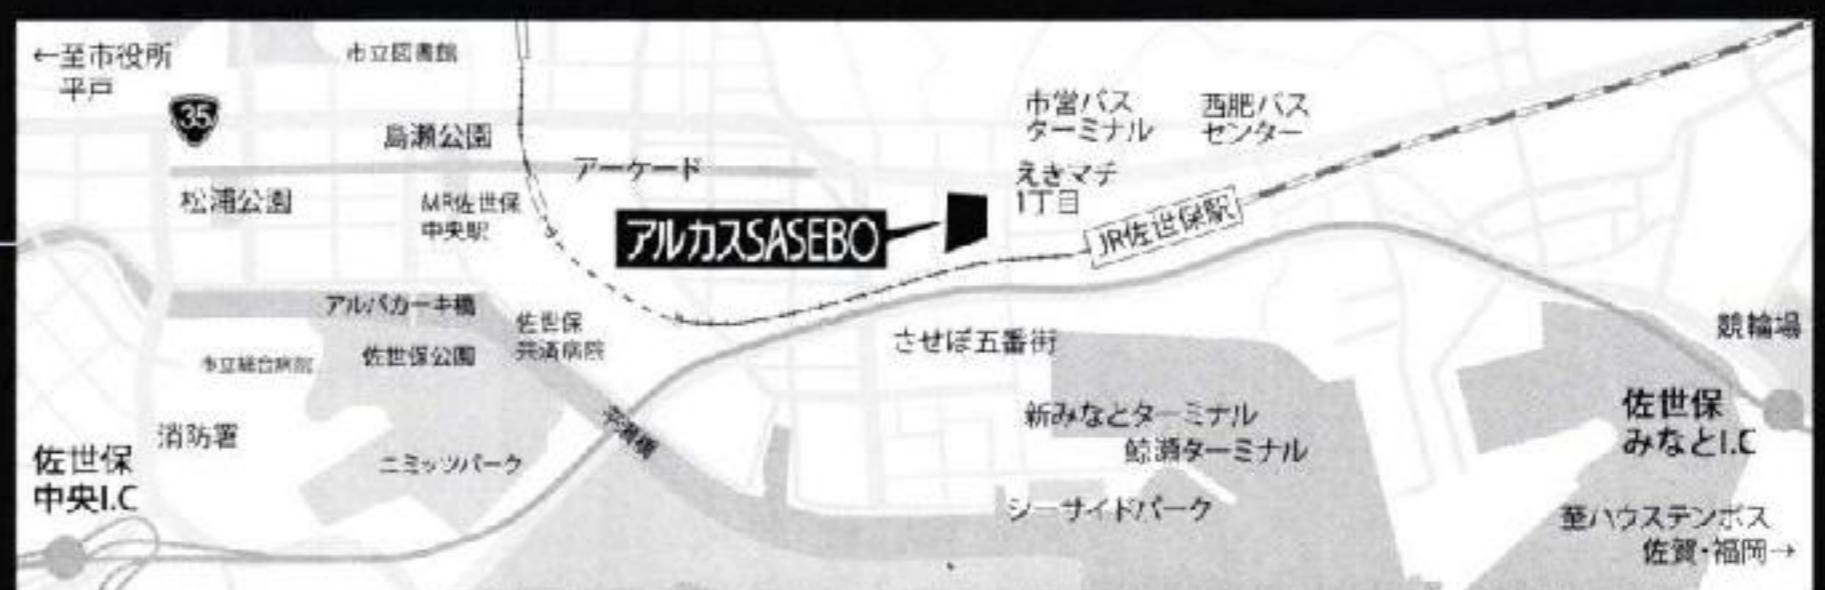 ←至市役所
平戸
市立図書館
35
島瀬公園
アーケード
松浦公園
MR佐世保
中央駅
アルカスSASEBO
市営バス
ターミナル
西肥バス
センター
えきマチ
1丁目
JR佐世保駅
アルバカーキ橋
佐世保
共済病院
市立総合病院
佐世保公園
させぼ五番街
競輪場
消防署
ニミッツパーク
平瀬橋
新みなとターミナル
鯨瀬ターミナル
佐世保
みなとI.C
佐世保
中央I.C
シーサイドパーク
至ハウステンボス
佐賀・福岡→